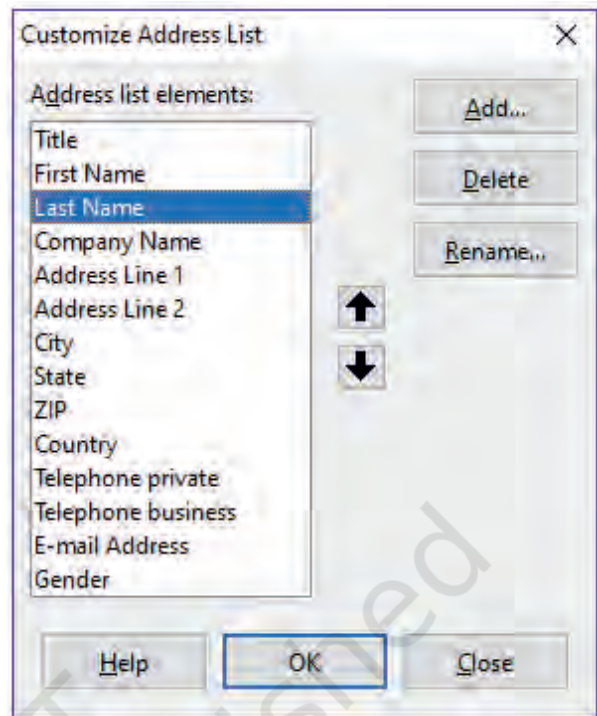 Customize Address List
Address list elements:
Add...
Title
First Name
Delete
Last Name
Company Name
Rename...
Address Line 1
Address Line 2
City
State
ZIP
Country
Telephone private
Telephone business
E-mail Address
Gender
Help
OK
Close